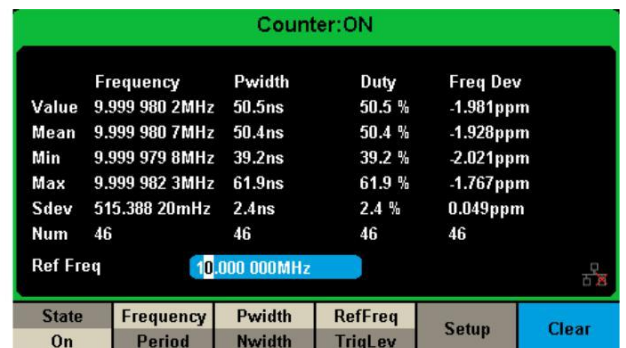 Counter:ON
Frequency Pwidth Duty Freq Dev
Value 9.999 980 2MHz 50.5ns 50.5 % -1.981ppm
Mean 9.999 980 7MHz 50.4ns 50.4 % -1.928ppm
Min 9.999 979 8MHz 39.2ns 39.2 % -2.021ppm
Max 9.999 982 3MHz 61.9ns 61.9 % -1.767ppm
Sdev 515.388 20mHz 2.4ns 2.4 % 0.049ppm
Num 46 46 46 46
Ref Freq 10.000 000MHz
State Frequency Pwidth RefFreq Setup Clear
On Period Nwidth TrigLev